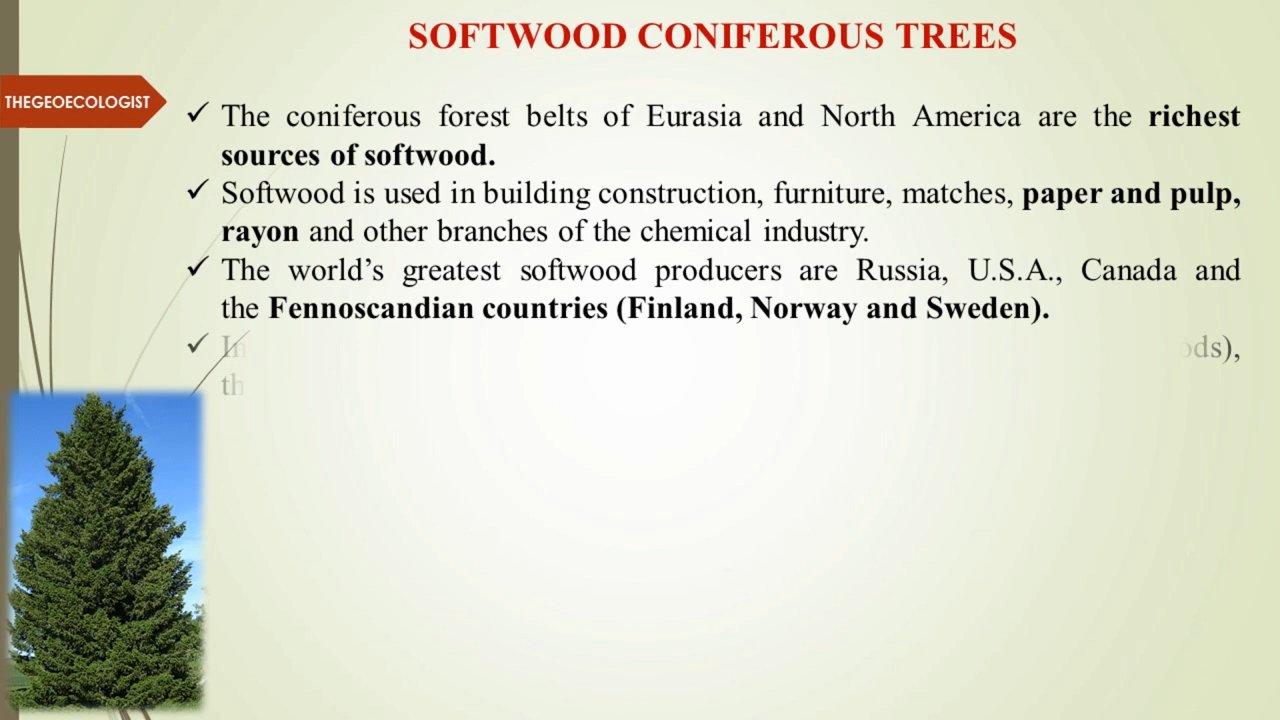 SOFTWOOD CONIFEROUS TREES
THEGEOECOLOGIST
✓ The coniferous forest belts of Eurasia and North America are the richest
sources of softwood.
✓ Softwood is used in building construction, furniture, matches, paper and pulp,
rayon and other branches of the chemical industry.
✓ The world’s greatest softwood producers are Russia, U.S.A., Canada and
the Fennoscandian countries (Finland, Norway and Sweden).
✓